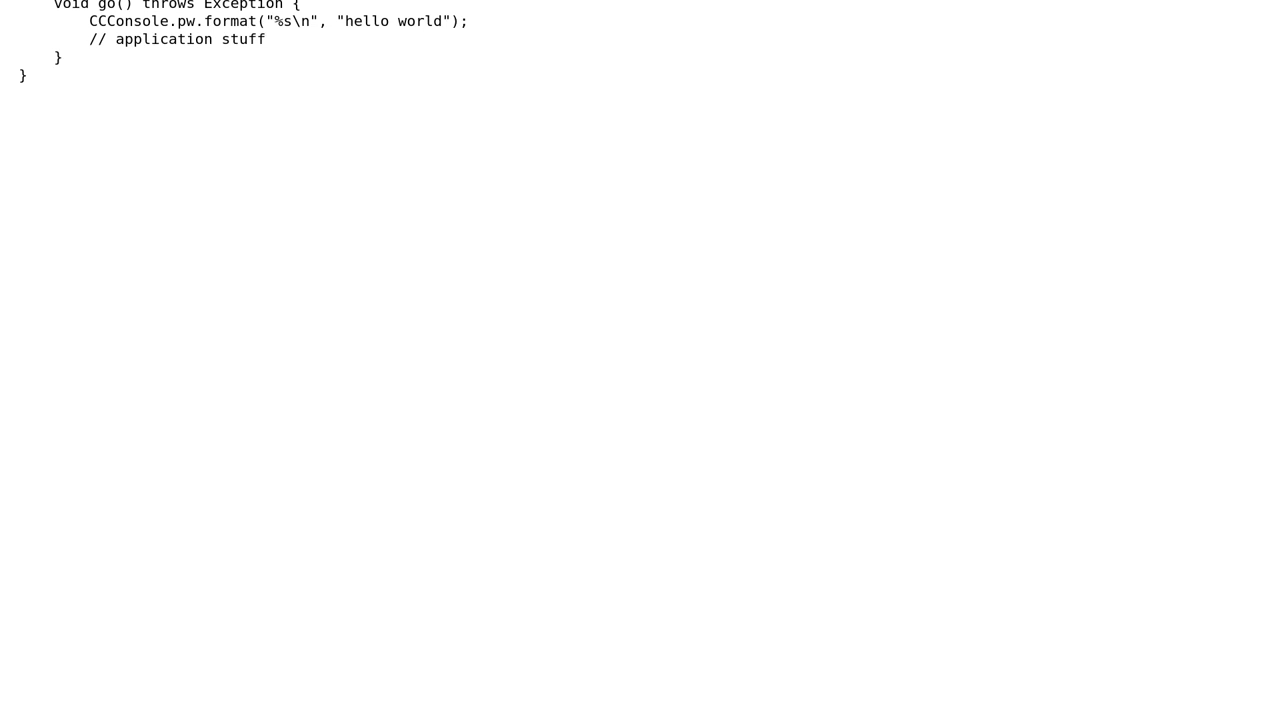 void go() throws Exception {
        CCConsole.pw.format("%s\n", "hello world");
        // application stuff
    }
}